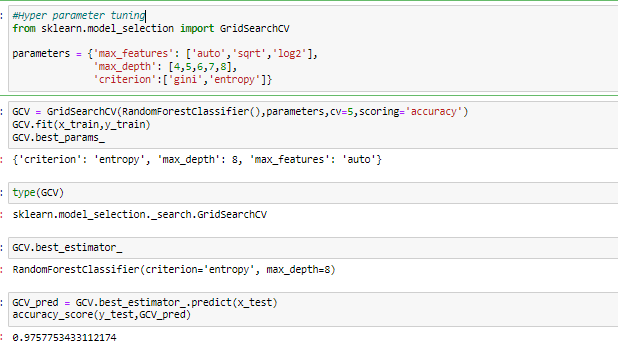 #Hyper parameter tuning
from sklearn.model_selection import GridSearchCV
parameters = {'max_features': ['auto','sqrt','log2'],
'max_depth': [4,5,6,7,8],
'criterion':['gini','entropy']}
GCV = GridSearchCV(RandomForestClassifier(),parameters,cv=5,scoring='accuracy')
GCV.fit(x_train,y_train)
GCV.best_params_
{'criterion': 'entropy', 'max_depth': 8, 'max_features': 'auto'}
type(GCV)
sklearn.model_selection._search.GridSearchCV
GCV.best_estimator_
RandomForestClassifier(criterion='entropy', max_depth=8)
GCV_pred = GCV.best_estimator_.predict(x_test)
accuracy_score(y_test,GCV_pred)
0.9757753433112174